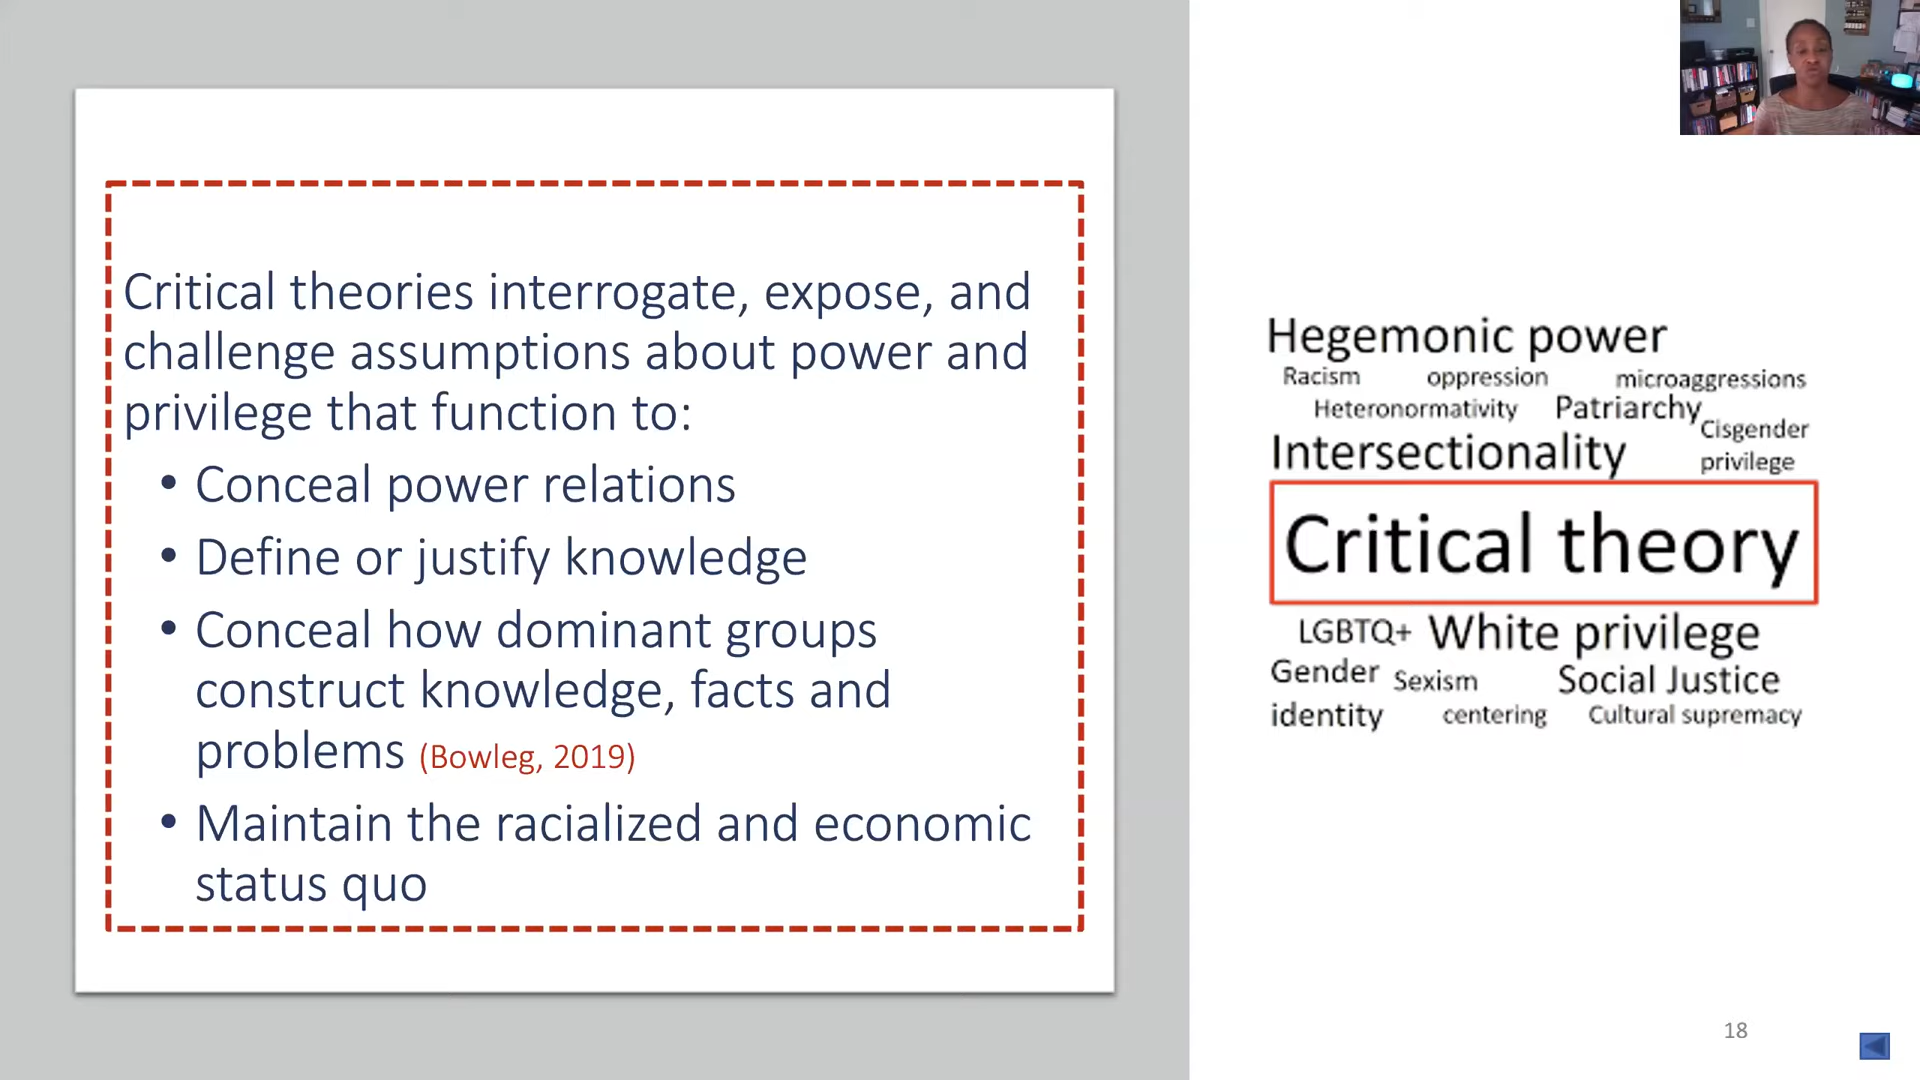 Critical theories interrogate, expose, and
challenge assumptions about power and
privilege that function to:
• Conceal power relations
• Define or justify knowledge
• Conceal how dominant groups
construct knowledge, facts and
problems (Bowleg, 2019)
• Maintain the racialized and economic
status quo
Hegemonic power
Racism oppression microaggressions
Heteronormativity Patriarchy
Cisgender
Intersectionality privilege
Critical theory
LGBTQ+ White privilege
Gender Sexism Social Justice
identity centering Cultural supremacy
18